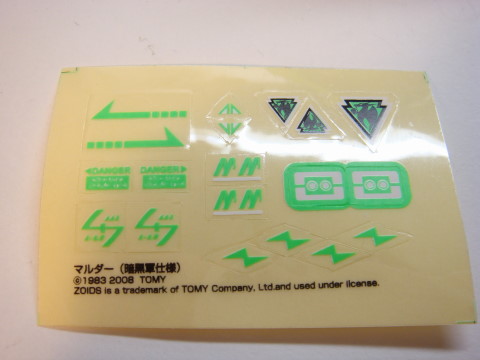 DANGER DANGER
マルダー（暗黒軍仕様）
©1983 2008 TOMY
ZOIDS is a trademark of TOMY Company, Ltd.and used under license.